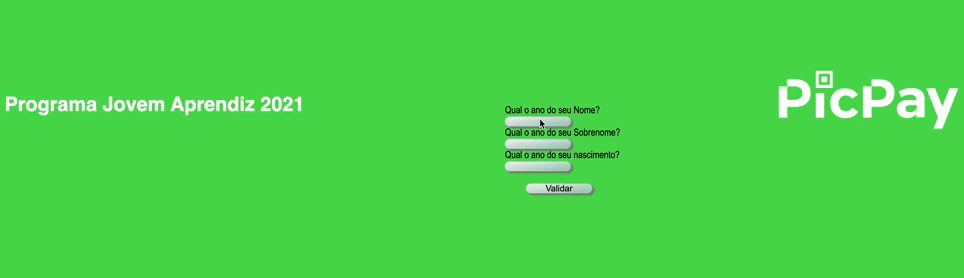 Programa Jovem Aprendiz 2021
Qual o ano do seu Nome?
Qual o ano do seu Sobrenome?
Qual o ano do seu nascimento?
Validar
PicPay